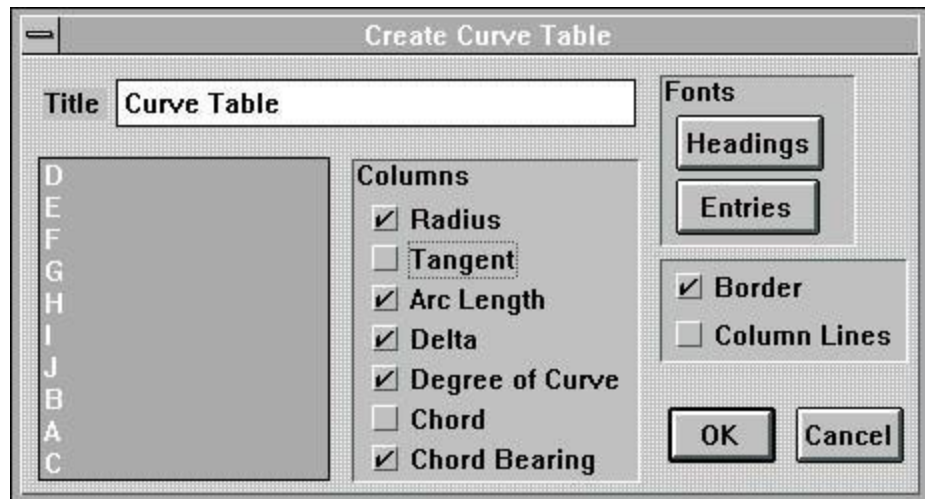 Create Curve Table
Title
Curve Table
Fonts
Headings
Entries
D
E
F
G
H
I
J
B
A
C
Columns
Radius
Tangent
Arc Length
Delta
Degree of Curve
Chord
Chord Bearing
Border
Column Lines
OK
Cancel